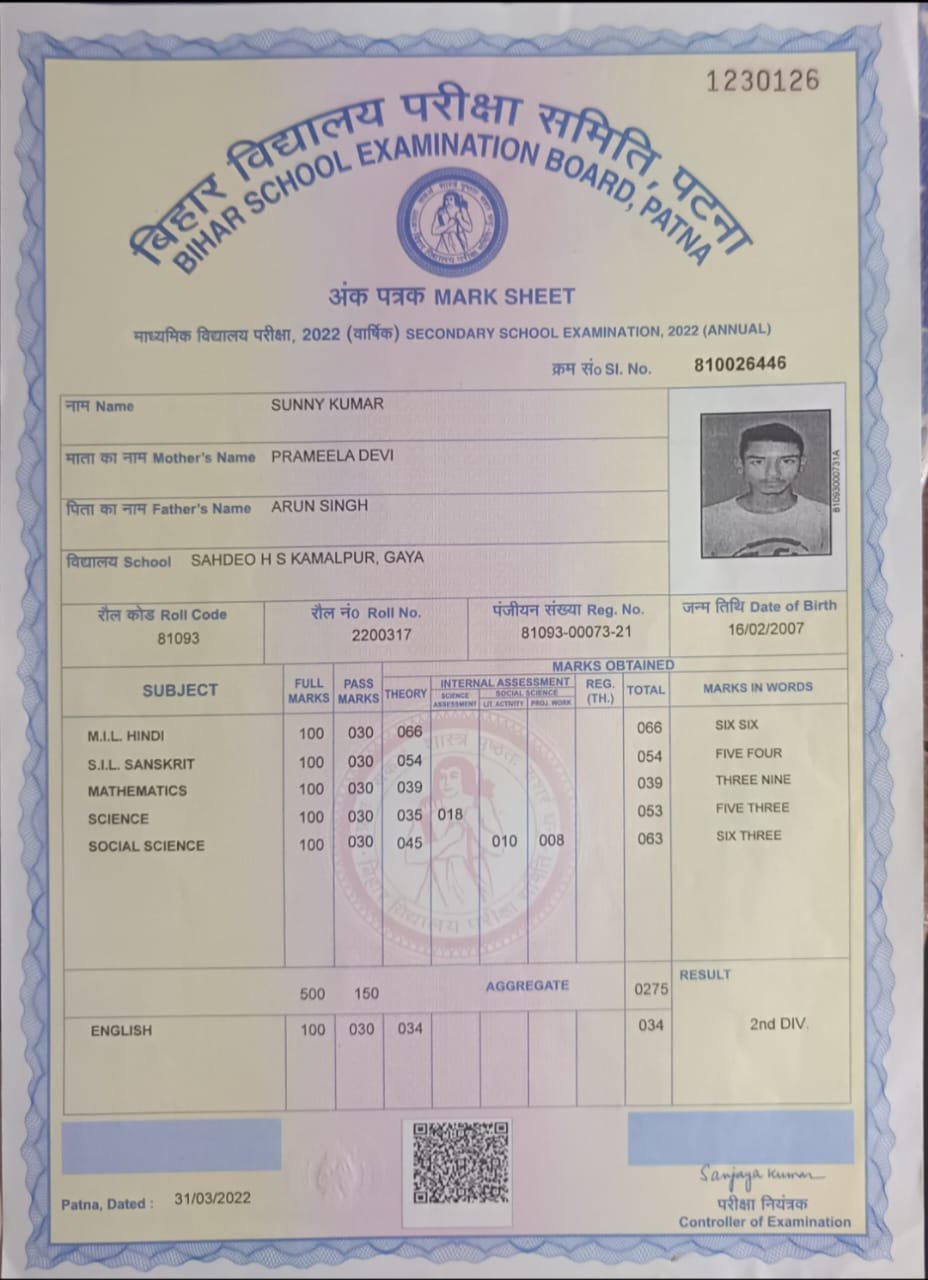 1230126
बिहार विद्यालय परीक्षा समिति, पटना
BIHAR SCHOOL EXAMINATION BOARD, PATNA
अंक पत्रक MARK SHEET
माध्यमिक विद्यालय परीक्षा, 2022 (वार्षिक) SECONDARY SCHOOL EXAMINATION, 2022 (ANNUAL)
क्रम सं० SI. No. 810026446
नाम Name SUNNY KUMAR
माता का नाम Mother's Name PRAMEELA DEVI
पिता का नाम Father's Name ARUN SINGH
विद्यालय School SAHDEO H S KAMALPUR, GAYA
81093000731A
रौल कोड Roll Code रौल नं० Roll No. पंजीयन संख्या Reg. No. जन्म तिथि Date of Birth
81093 2200317 81093-00073-21 16/02/2007
MARKS OBTAINED
SUBJECT FULL MARKS PASS MARKS THEORY INTERNAL ASSESSMENT REG. (TH.) TOTAL MARKS IN WORDS
SCIENCE ASSESSMENT SOCIAL SCIENCE LIT. ACTIVITY PROJ. WORK
M.I.L. HINDI 100 030 066 066 SIX SIX
S.I.L. SANSKRIT 100 030 054 054 FIVE FOUR
MATHEMATICS 100 030 039 039 THREE NINE
SCIENCE 100 030 035 018 053 FIVE THREE
SOCIAL SCIENCE 100 030 045 010 008 063 SIX THREE
500 150 AGGREGATE 0275 RESULT
ENGLISH 100 030 034 034 2nd DIV.
Patna, Dated : 31/03/2022
Sanjaya Kumar
परीक्षा नियंत्रक
Controller of Examination